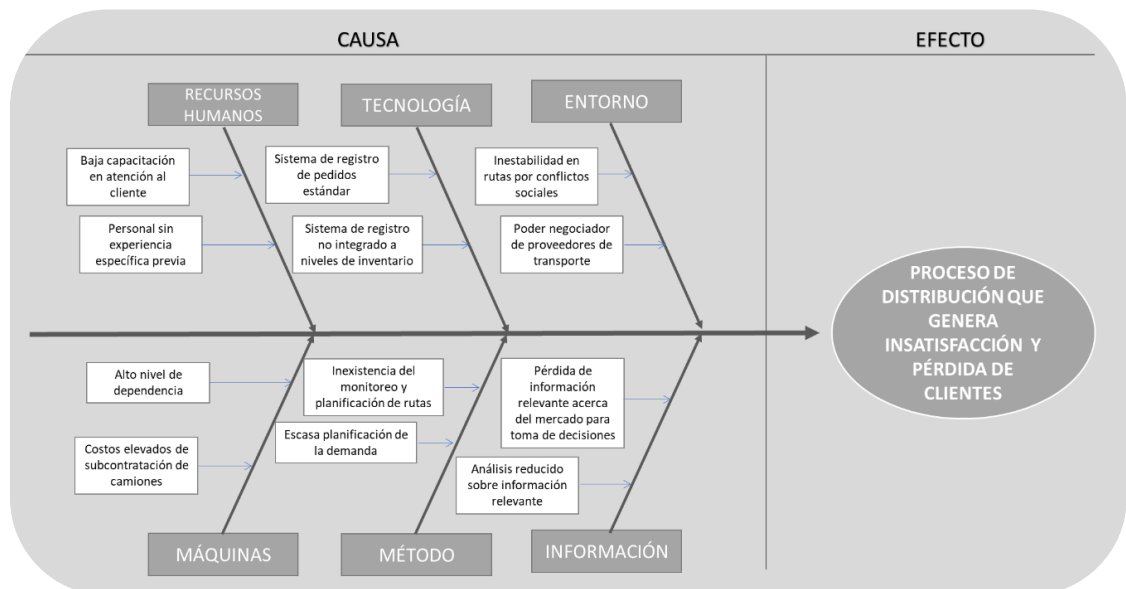 CAUSA
EFECTO
RECURSOS
HUMANOS
TECNOLOGÍA
ENTORNO
Baja capacitación
en atención al
cliente
Sistema de registro
de pedidos
estándar
Inestabilidad en
rutas por conflictos
sociales
Personal sin
experiencia
específica previa
Sistema de registro
no integrado a
niveles de inventario
Poder negociador
de proveedores de
transporte
PROCESO DE
DISTRIBUCIÓN QUE
GENERA
INSATISFACCIÓN Y
PÉRDIDA DE
CLIENTES
Alto nivel de
dependencia
Inexistencia del
monitoreo y
planificación de rutas
Pérdida de
información
relevante acerca
del mercado para
toma de decisiones
Costos elevados de
subcontratación de
camiones
Escasa planificación de
la demanda
Análisis reducido
sobre información
relevante
MÁQUINAS
MÉTODO
INFORMACIÓN